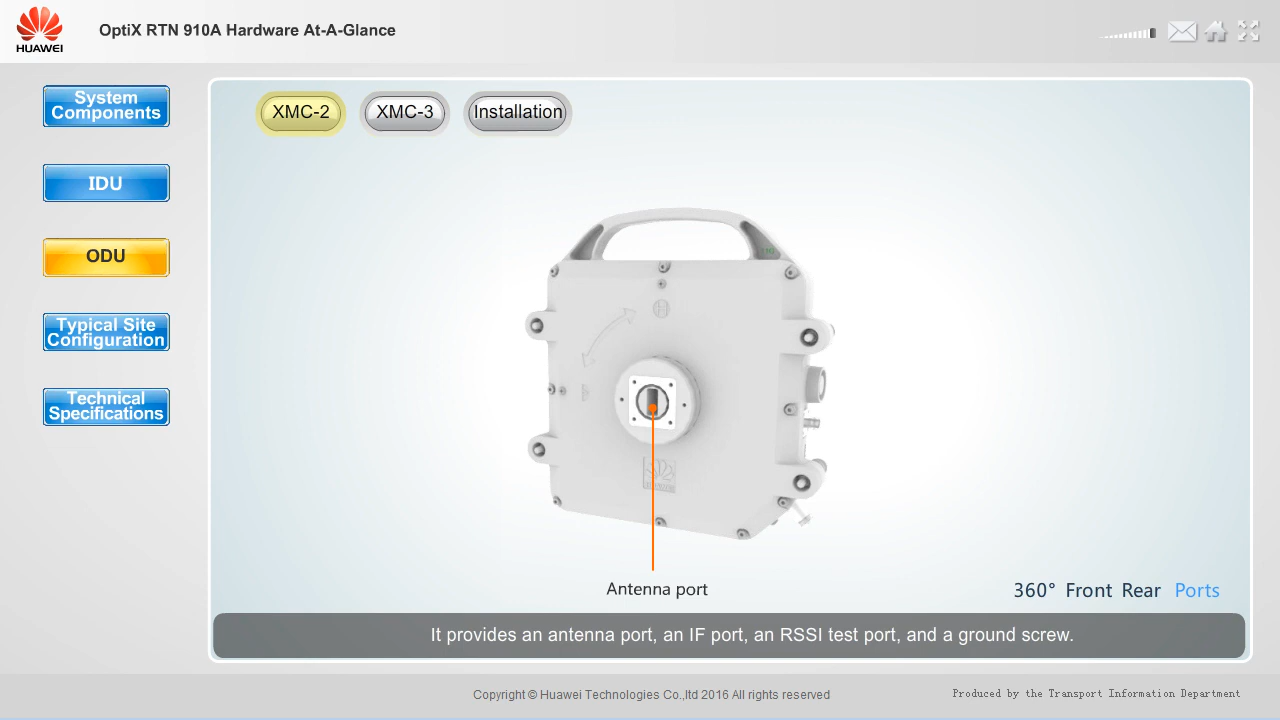 HUAWEI
OptiX RTN 910A Hardware At-A-Glance
System
Components
IDU
ODU
Typical Site
Configuration
Technical
Specifications
XMC-2
XMC-3
Installation
H
Antenna port
360° Front Rear Ports
It provides an antenna port, an IF port, an RSSI test port, and a ground screw.
Copyright © Huawei Technologies Co.,ltd 2016 All rights reserved
Produced by the Transport Information Department